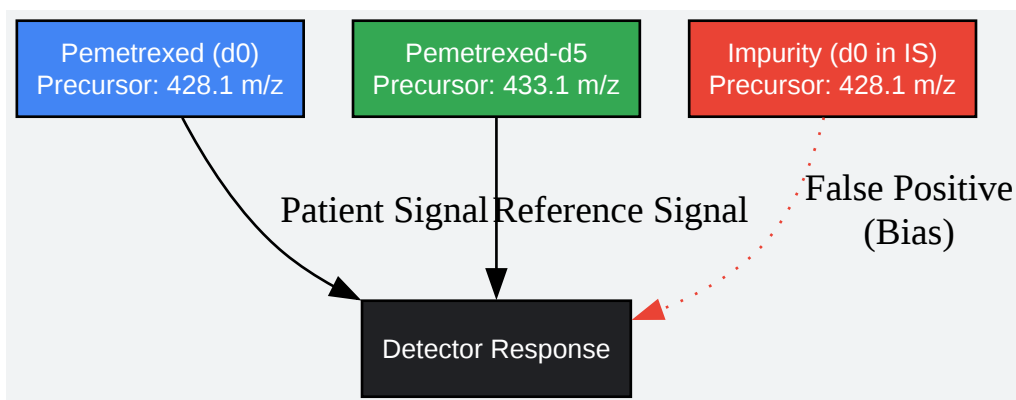 Pemetrexed (d0)
Precursor: 428.1 m/z
Pemetrexed-d5
Precursor: 433.1 m/z
Impurity (d0 in IS)
Precursor: 428.1 m/z
Patient Signal
Reference Signal
False Positive
(Bias)
Detector Response